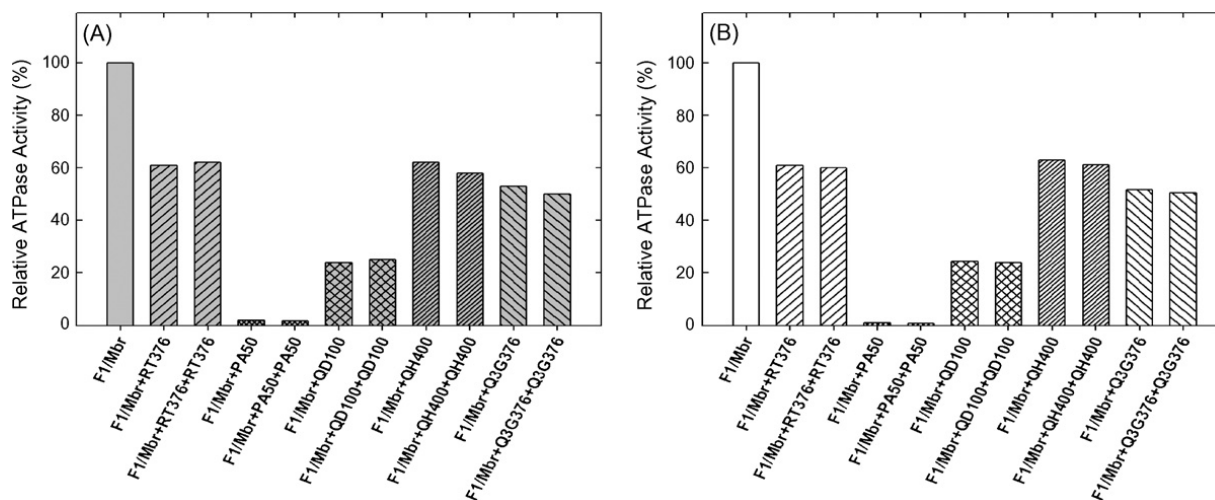 (A)
Relative ATPase Activity (%)
100
80
60
40
20
0
F1/Mbr
F1/Mbr+RT376
F1/Mbr+RT376+RT376
F1/Mbr+PA50
F1/Mbr+PA50+PA50
F1/Mbr+QD100
F1/Mbr+QD100+QD100
F1/Mbr+QH400
F1/Mbr+QH400+QH400
F1/Mbr+Q3G376
F1/Mbr+Q3G376+Q3G376
(B)
Relative ATPase Activity (%)
100
80
60
40
20
0
F1/Mbr
F1/Mbr+RT376
F1/Mbr+RT376+RT376
F1/Mbr+PA50
F1/Mbr+PA50+PA50
F1/Mbr+QD100
F1/Mbr+QD100+QD100
F1/Mbr+QH400
F1/Mbr+QH400+QH400
F1/Mbr+Q3G376
F1/Mbr+Q3G376+Q3G376